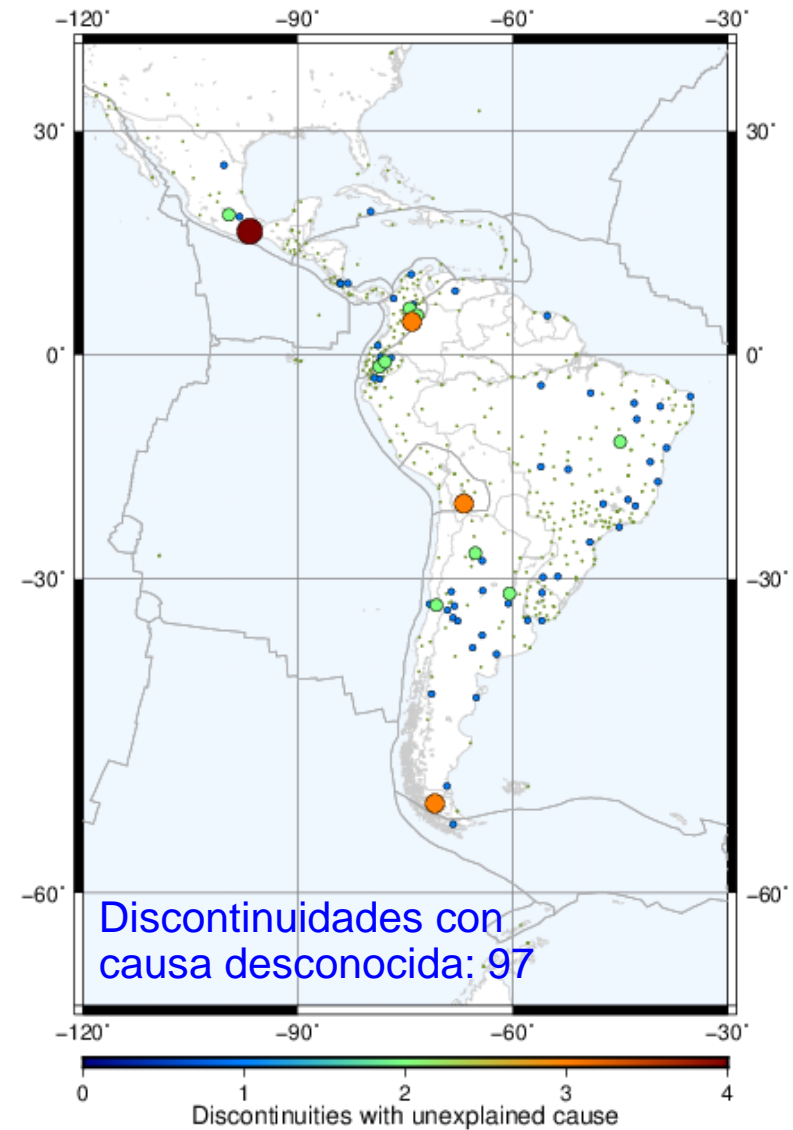 −120˚ −90˚ −60˚ −30˚
30˚ 30˚
0˚ 0˚
−30˚ −30˚
−60˚ −60˚
Discontinuidades con
causa desconocida: 97
−120˚ −90˚ −60˚ −30˚
0 1 2 3 4
Discontinuities with unexplained cause